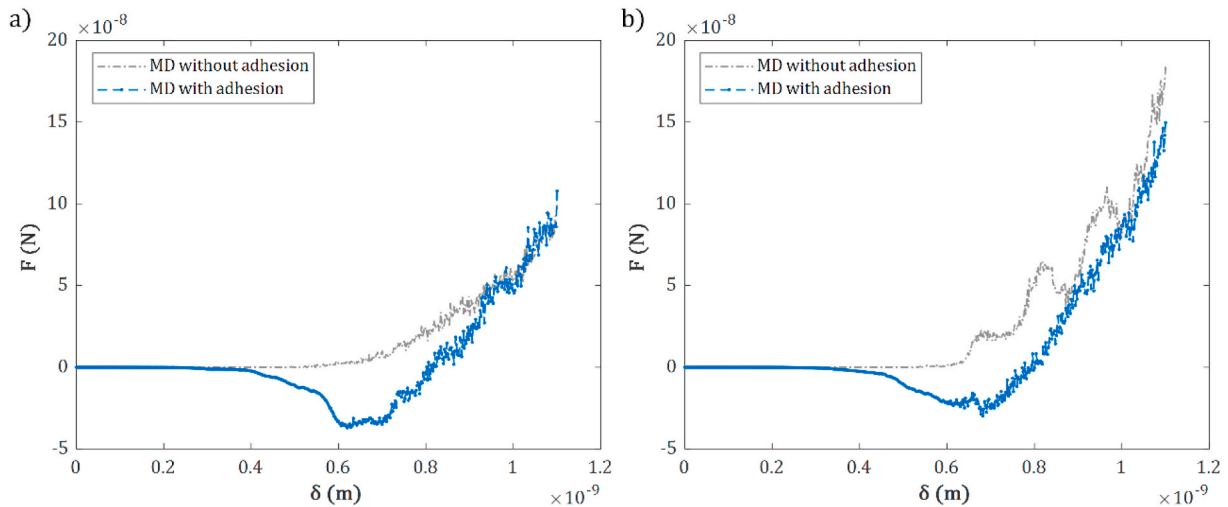 a)
×10⁻⁸
20
15
10
5
0
-5
F (N)
MD without adhesion
MD with adhesion
0 0.2 0.4 0.6 0.8 1 1.2
δ (m)
×10⁻⁹
b)
×10⁻⁸
20
15
10
5
0
-5
F (N)
MD without adhesion
MD with adhesion
0 0.2 0.4 0.6 0.8 1 1.2
δ (m)
×10⁻⁹